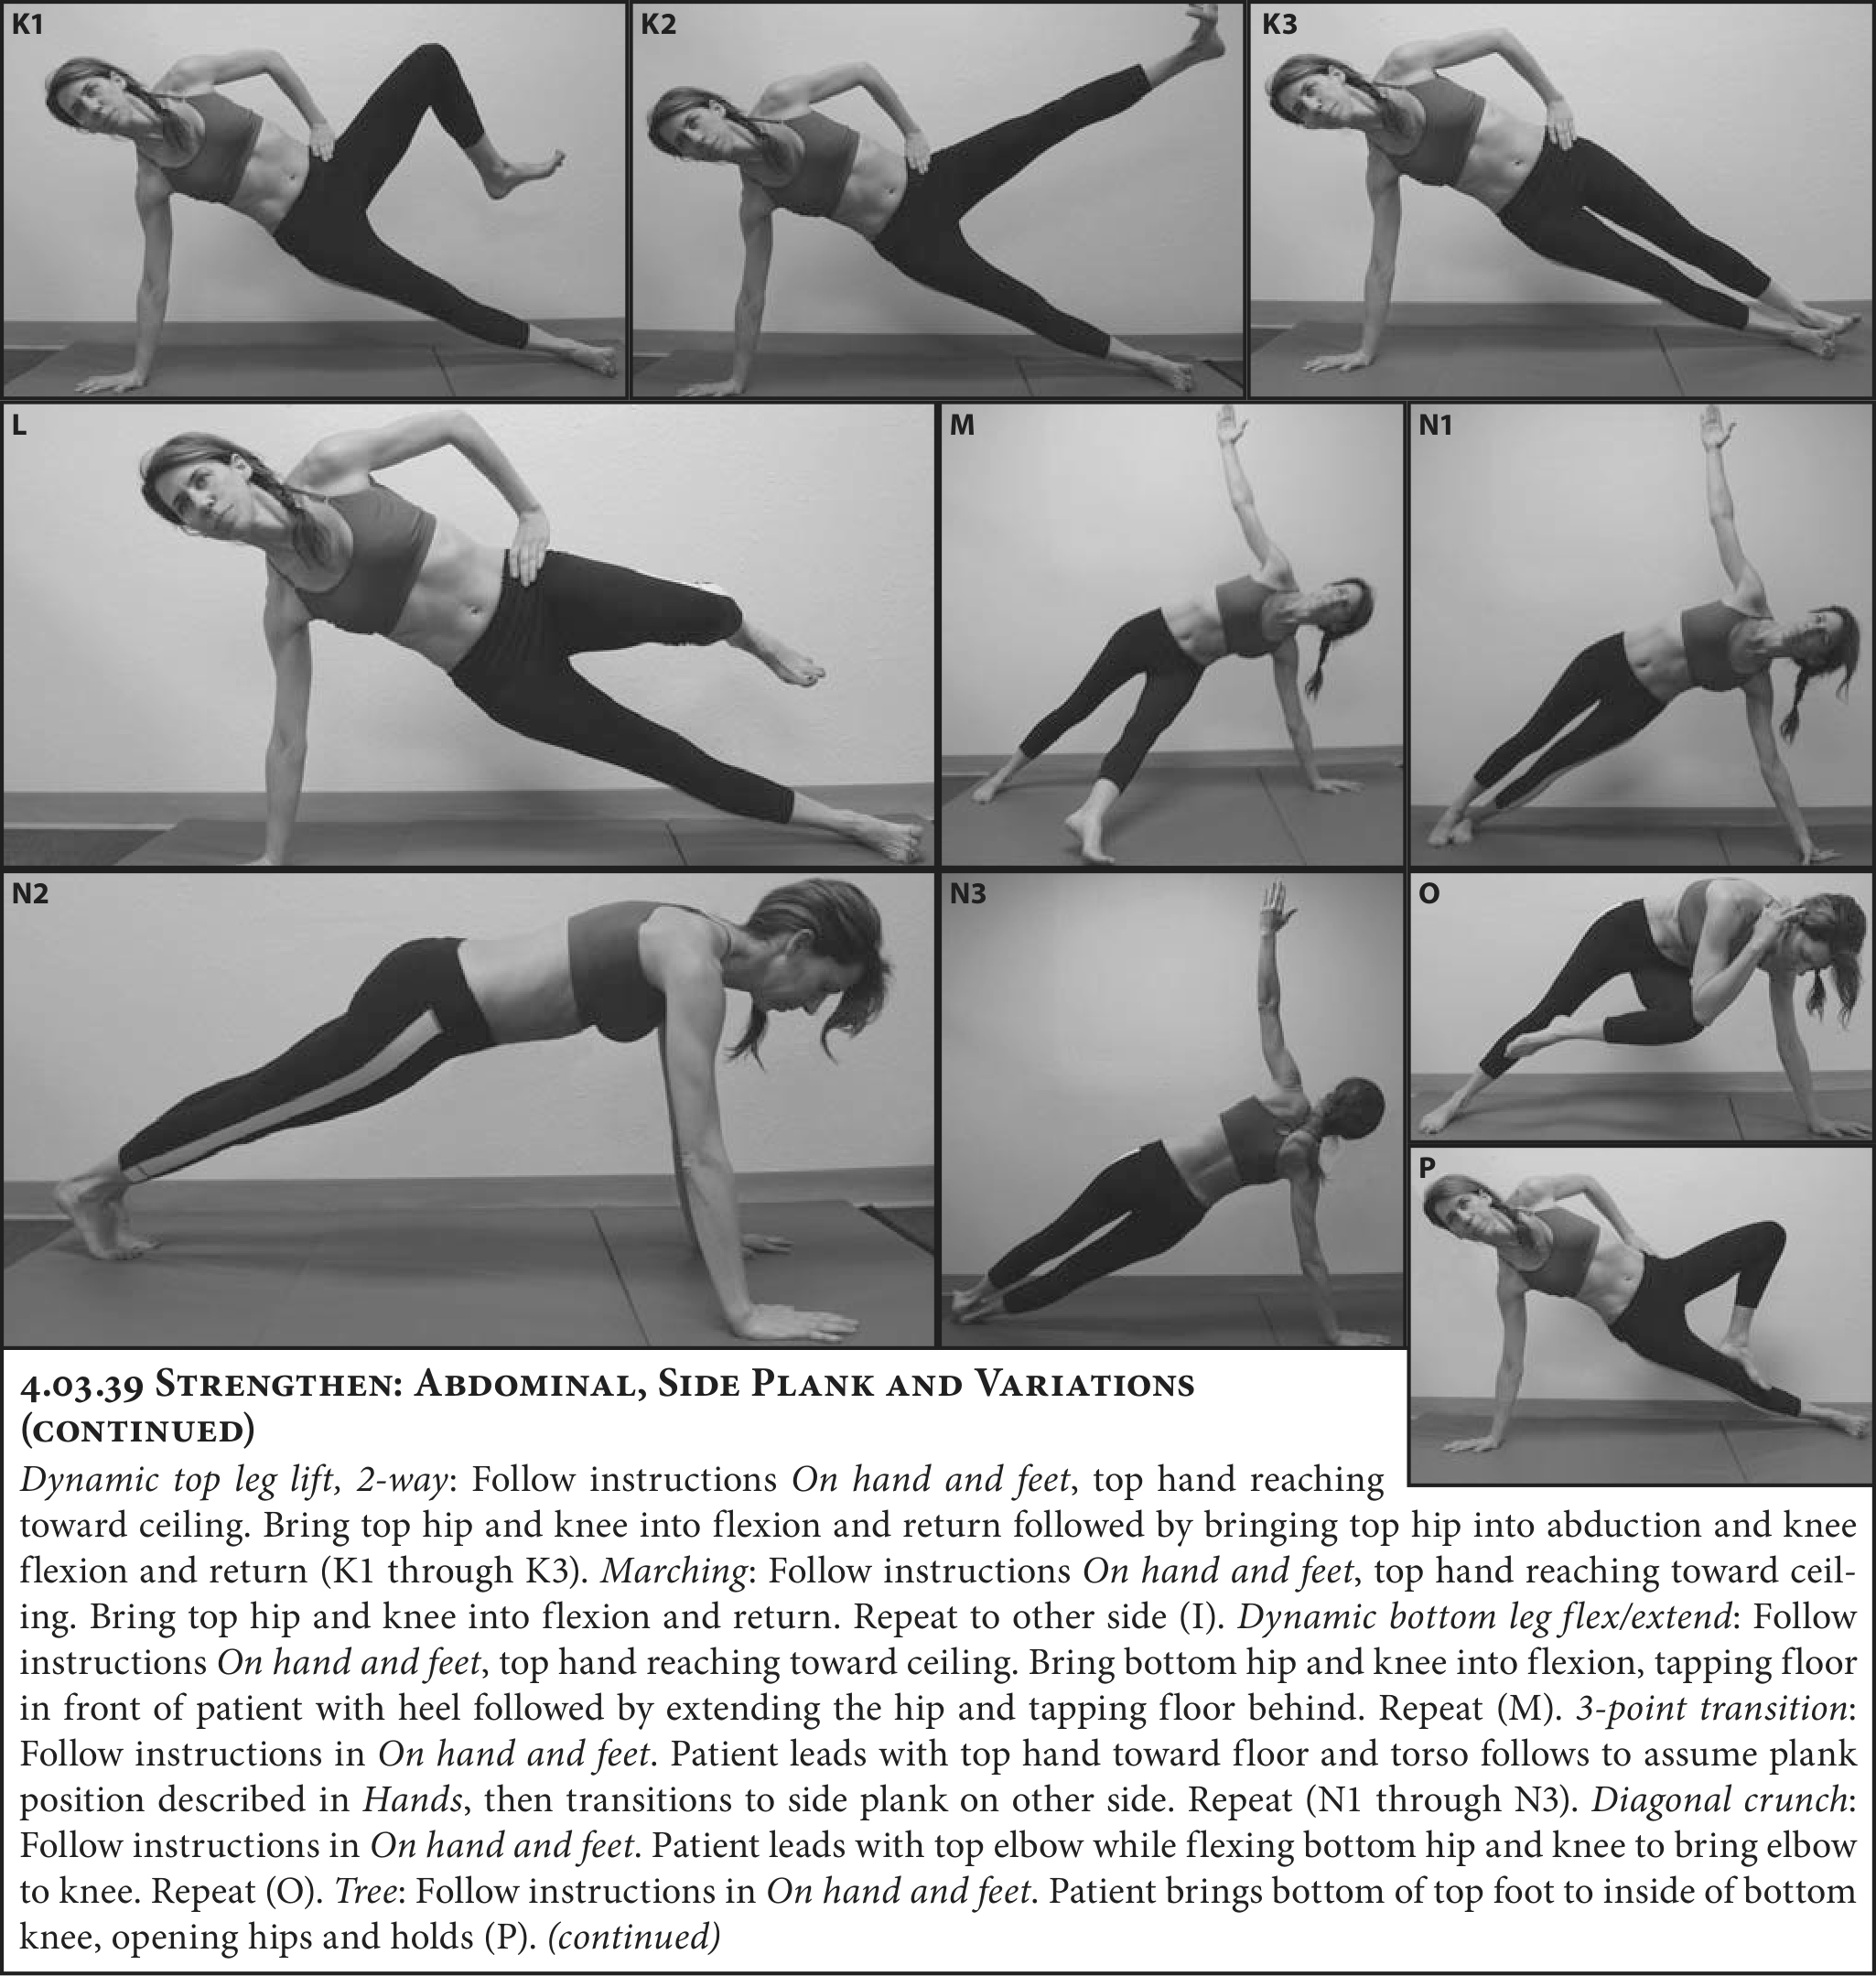 K1
K2
K3
L
M
N1
N2
N3
O
P
4.03.39 Strengthen: Abdominal, Side Plank and Variations
(continued)
Dynamic top leg lift, 2-way: Follow instructions On hand and feet, top hand reaching
toward ceiling. Bring top hip and knee into flexion and return followed by bringing top hip into abduction and knee
flexion and return (K1 through K3). Marching: Follow instructions On hand and feet, top hand reaching toward ceil-
ing. Bring top hip and knee into flexion and return. Repeat to other side (I). Dynamic bottom leg flex/extend: Follow
instructions On hand and feet, top hand reaching toward ceiling. Bring bottom hip and knee into flexion, tapping floor
in front of patient with heel followed by extending the hip and tapping floor behind. Repeat (M). 3-point transition:
Follow instructions in On hand and feet. Patient leads with top hand toward floor and torso follows to assume plank
position described in Hands, then transitions to side plank on other side. Repeat (N1 through N3). Diagonal crunch:
Follow instructions in On hand and feet. Patient leads with top elbow while flexing bottom hip and knee to bring elbow
to knee. Repeat (O). Tree: Follow instructions in On hand and feet. Patient brings bottom of top foot to inside of bottom
knee, opening hips and holds (P). (continued)